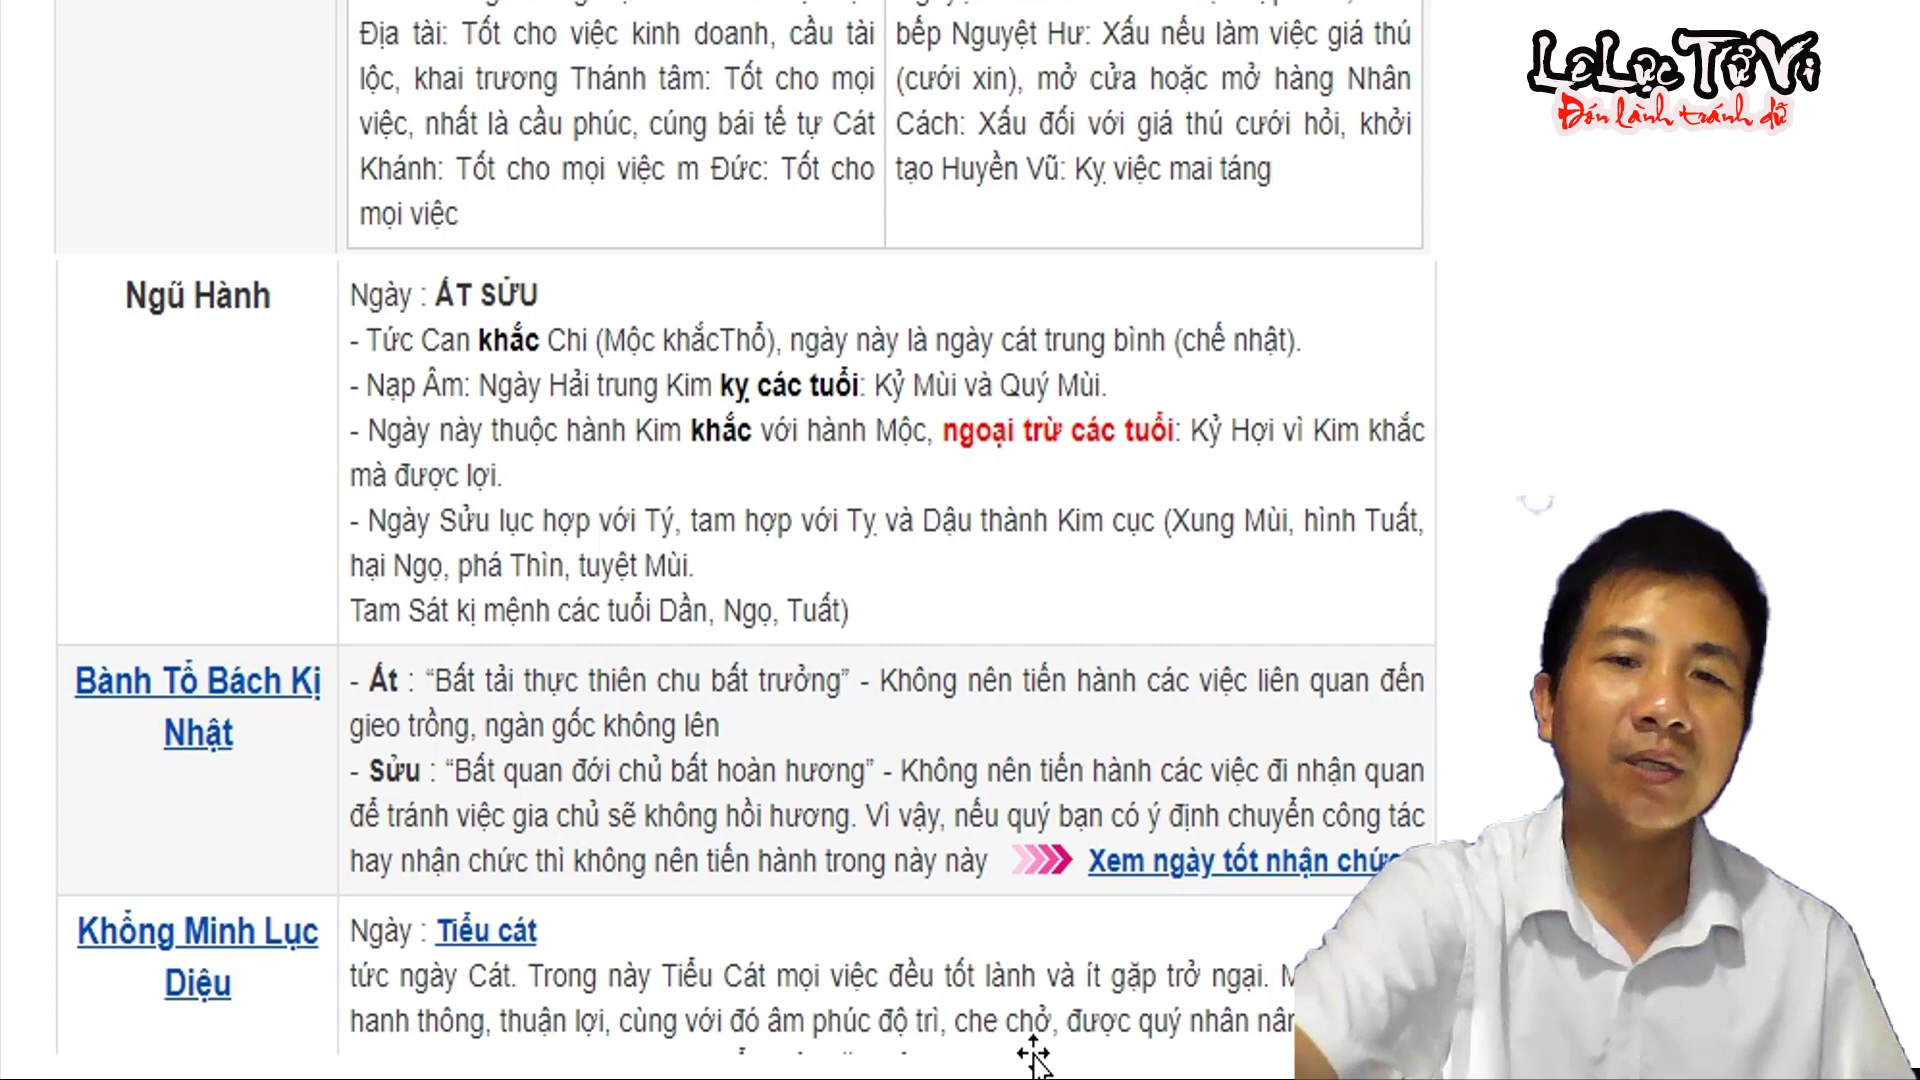 Địa tài: Tốt cho việc kinh doanh, cầu tài
lộc, khai trương Thánh tâm: Tốt cho mọi
việc, nhất là cầu phúc, cúng bái tế tự Cát
Khánh: Tốt cho mọi việc m Đức: Tốt cho
mọi việc
bếp Nguyệt Hư: Xấu nếu làm việc giá thú
(cưới xin), mở cửa hoặc mở hàng Nhân
Cách: Xấu đối với giá thú cưới hỏi, khởi
tạo Huyền Vũ: Kỵ việc mai táng
LeLụcTửVi
Đón lành tránh dữ
Ngũ Hành
Ngày : ẤT SỬU
- Tức Can khắc Chi (Mộc khắcThổ), ngày này là ngày cát trung bình (chế nhật).
- Nạp Âm: Ngày Hải trung Kim kỵ các tuổi: Kỷ Mùi và Quý Mùi.
- Ngày này thuộc hành Kim khắc với hành Mộc, ngoại trừ các tuổi: Kỷ Hợi vì Kim khắc
mà được lợi.
- Ngày Sửu lục hợp với Tý, tam hợp với Tỵ và Dậu thành Kim cục (Xung Mùi, hình Tuất,
hại Ngọ, phá Thìn, tuyệt Mùi.
Tam Sát kị mệnh các tuổi Dần, Ngọ, Tuất)
Bành Tổ Bách Kị
Nhật
- Ất : “Bất tải thực thiên chu bất trưởng” - Không nên tiến hành các việc liên quan đến
gieo trồng, ngàn gốc không lên
- Sửu : “Bất quan đới chủ bất hoàn hương” - Không nên tiến hành các việc đi nhận quan
để tránh việc gia chủ sẽ không hồi hương. Vì vậy, nếu quý bạn có ý định chuyển công tác
hay nhận chức thì không nên tiến hành trong này này Xem ngày tốt nhận chức
Khổng Minh Lục
Diệu
Ngày : Tiểu cát
tức ngày Cát. Trong này Tiểu Cát mọi việc đều tốt lành và ít gặp trở ngại.
hanh thông, thuận lợi, cùng với đó âm phúc độ trì, che chở, được quý nhân